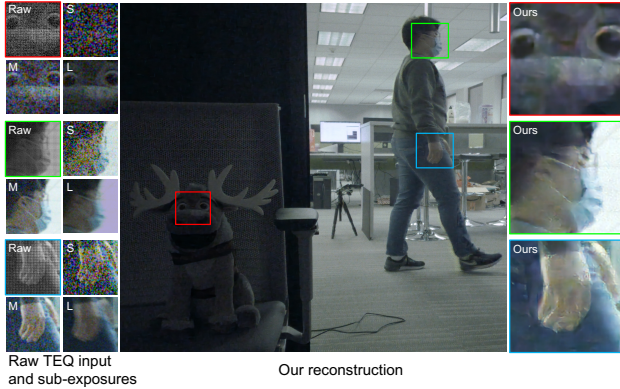 Raw
S
M
L
Raw
S
M
L
Raw
S
M
L
Ours
Ours
Ours
Raw TEQ input
and sub-exposures
Our reconstruction